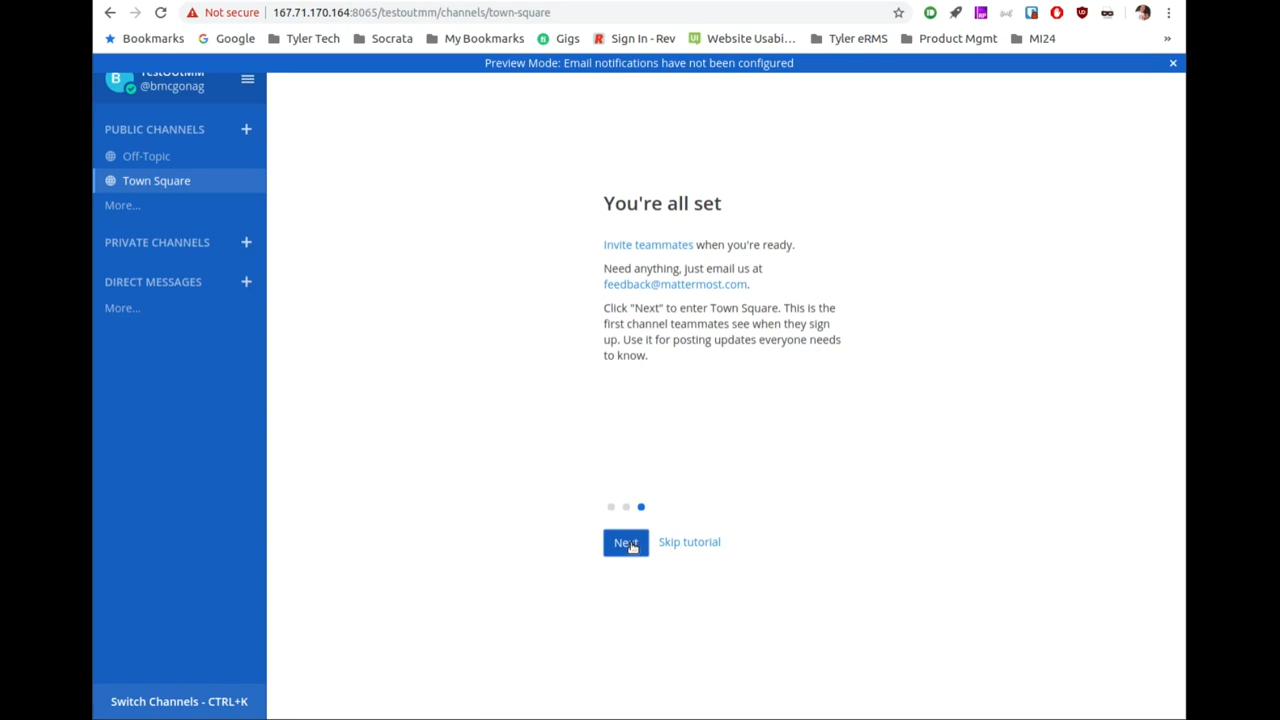 Not secure 167.71.170.164:8065/testoutmm/channels/town-square
Bookmarks Google Tyler Tech Socrata My Bookmarks Gigs Sign In - Rev Website Usabi... Tyler eRMS Product Mgmt MI24 »
Preview Mode: Email notifications have not been configured
B TestOutMM
@bmcgonag
PUBLIC CHANNELS +
Off-Topic
Town Square
More...
PRIVATE CHANNELS +
DIRECT MESSAGES +
More...
Switch Channels - CTRL+K
You're all set
Invite teammates when you're ready.
Need anything, just email us at
feedback@mattermost.com.
Click "Next" to enter Town Square. This is the
first channel teammates see when they sign
up. Use it for posting updates everyone needs
to know.
Next Skip tutorial